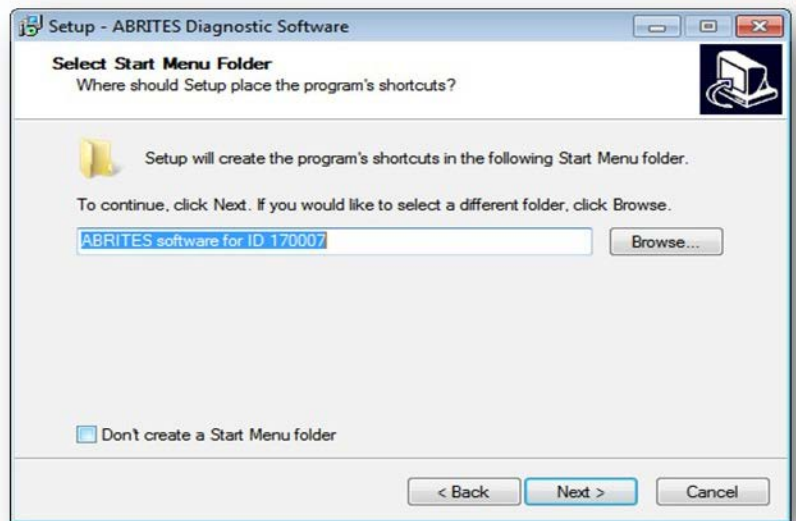 Setup - ABRITES Diagnostic Software
Select Start Menu Folder
Where should Setup place the program's shortcuts?
Setup will create the program's shortcuts in the following Start Menu folder.
To continue, click Next. If you would like to select a different folder, click Browse.
ABRITES software for ID 170007
Browse...
Don't create a Start Menu folder
< Back
Next >
Cancel